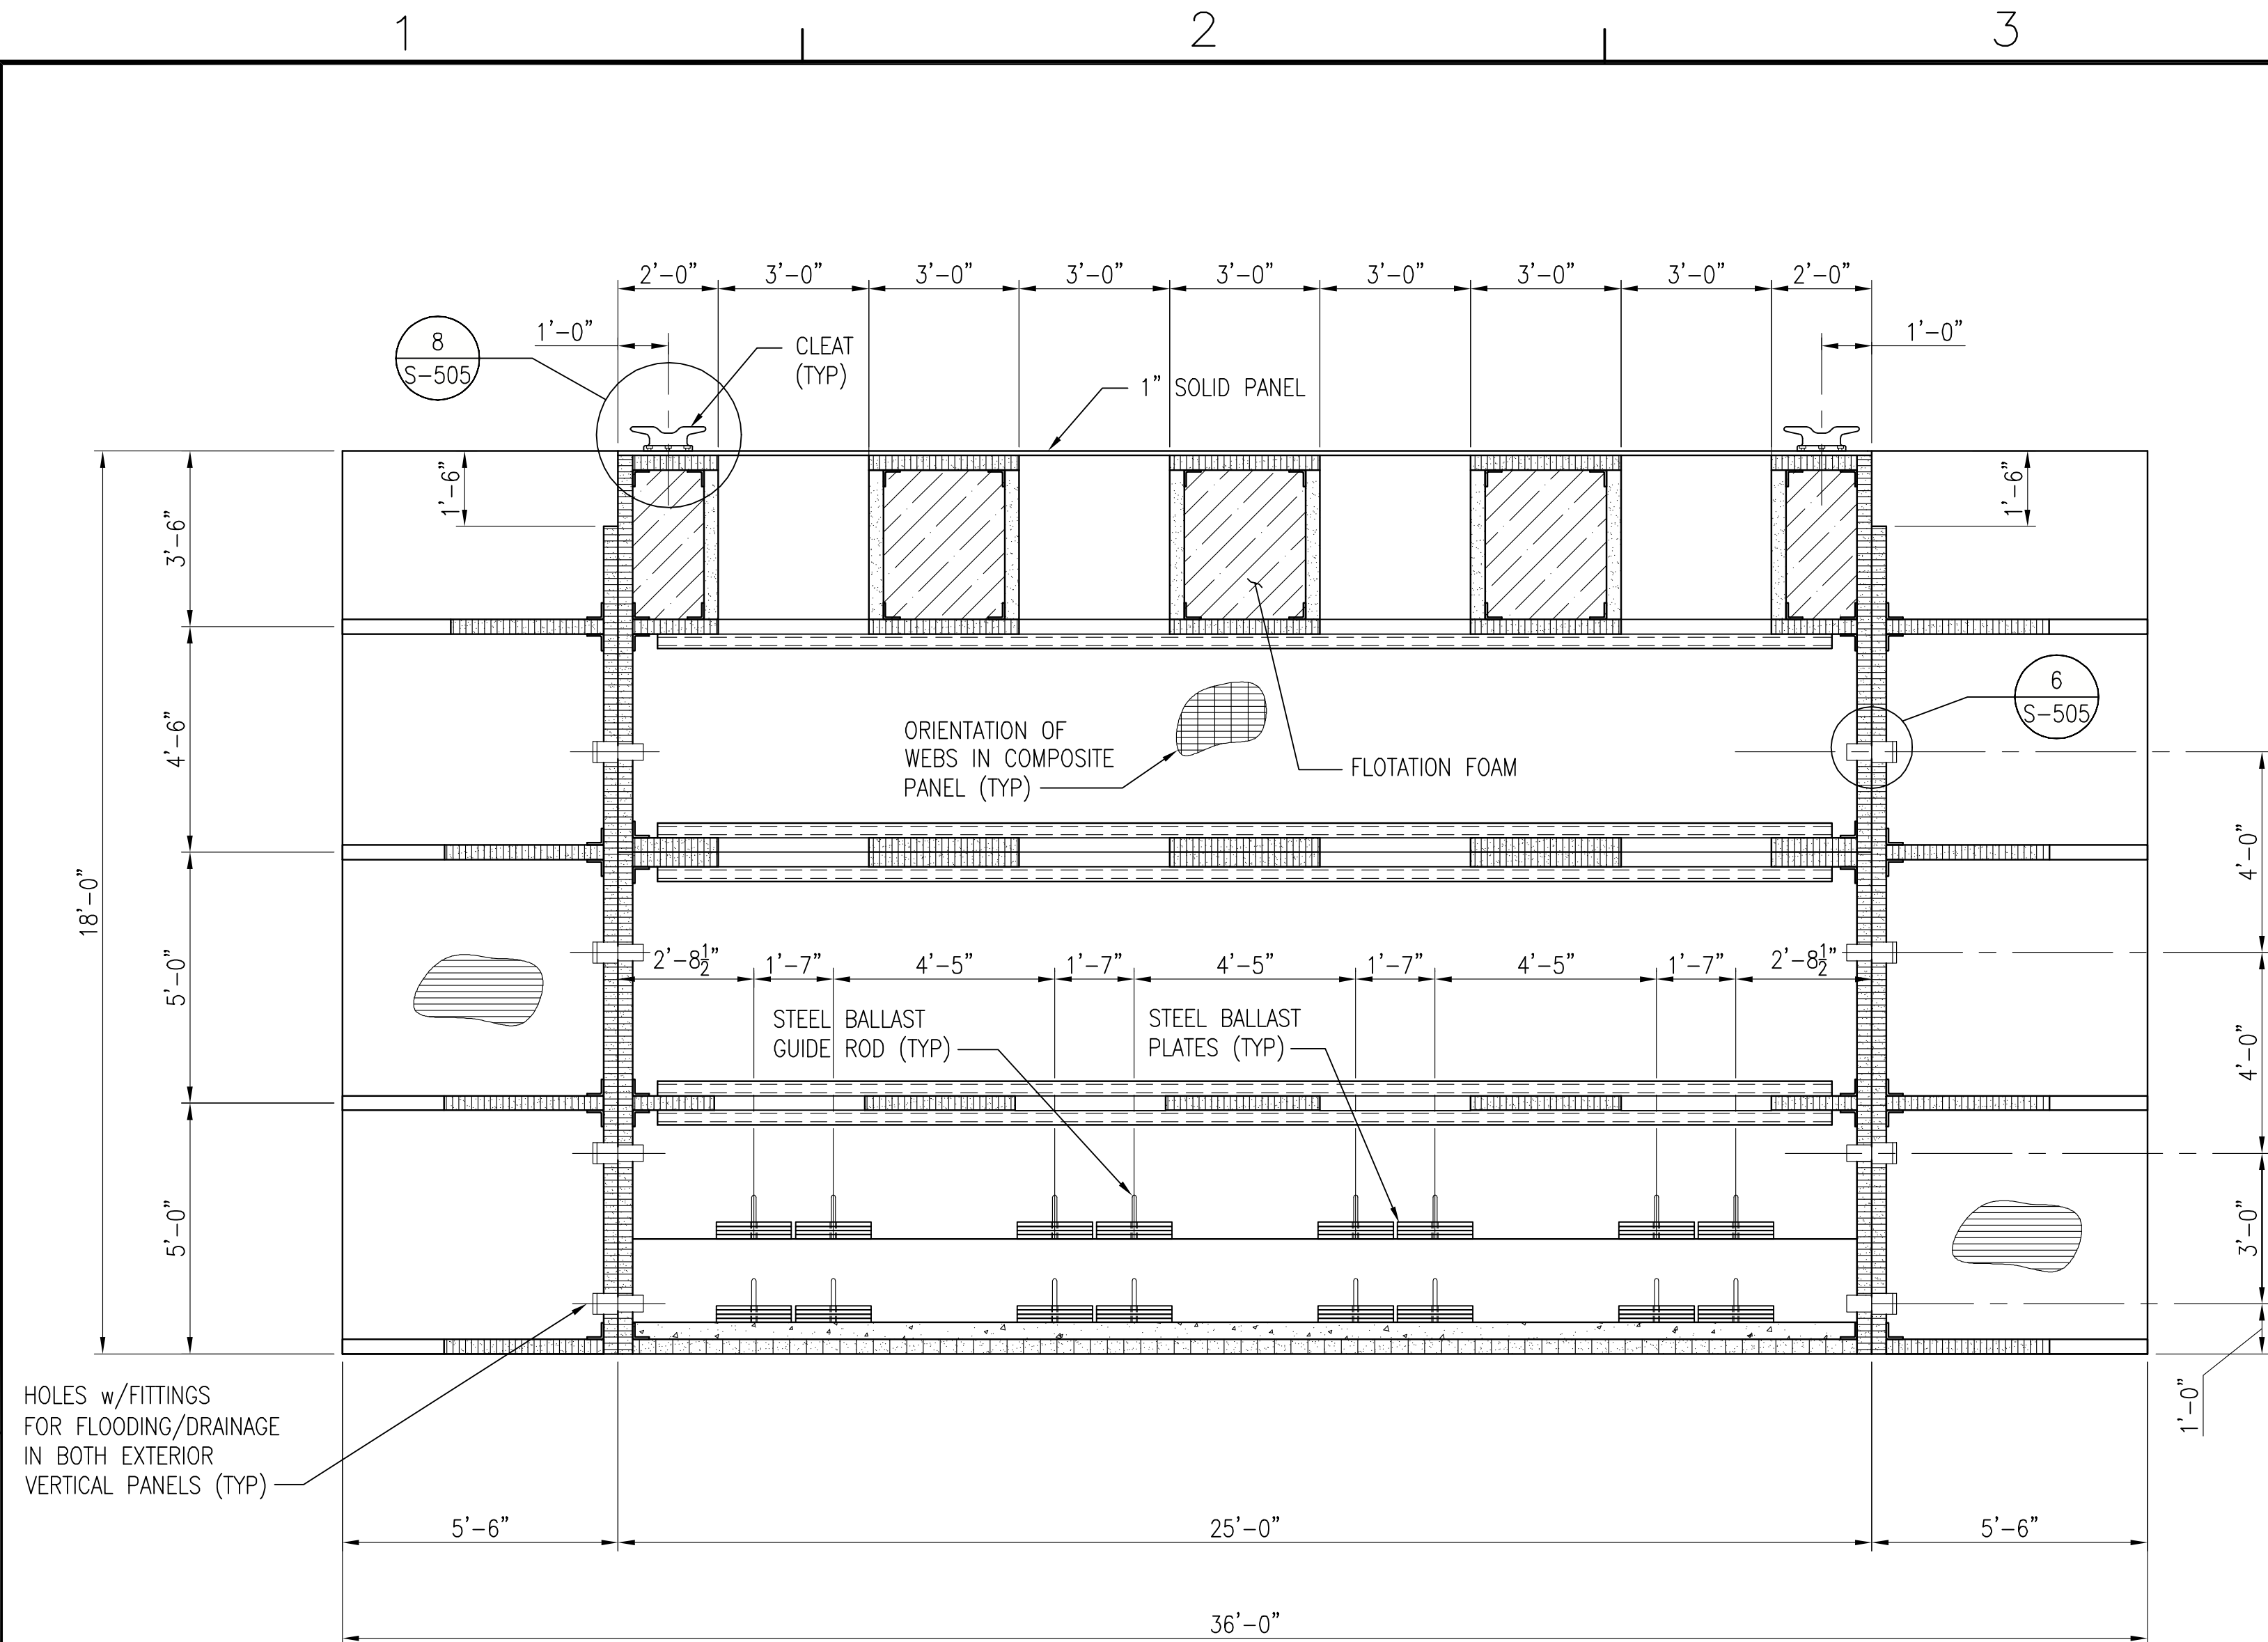 1 2 3
2'-0" 3'-0" 3'-0" 3'-0" 3'-0" 3'-0" 3'-0" 3'-0" 2'-0"
8
S-505
1'-0"
CLEAT
(TYP)
1" SOLID PANEL
1'-0"
1'-6"
1'-6"
3'-6"
4'-6"
18'-0"
5'-0"
5'-0"
6
S-505
ORIENTATION OF
WEBS IN COMPOSITE
PANEL (TYP)
FLOTATION FOAM
4'-0"
4'-0"
3'-0"
1'-0"
2'-8½" 1'-7" 4'-5" 1'-7" 4'-5" 1'-7" 4'-5" 1'-7" 2'-8½"
STEEL BALLAST
GUIDE ROD (TYP)
STEEL BALLAST
PLATES (TYP)
HOLES w/FITTINGS
FOR FLOODING/DRAINAGE
IN BOTH EXTERIOR
VERTICAL PANELS (TYP)
5'-6" 25'-0" 5'-6"
36'-0"